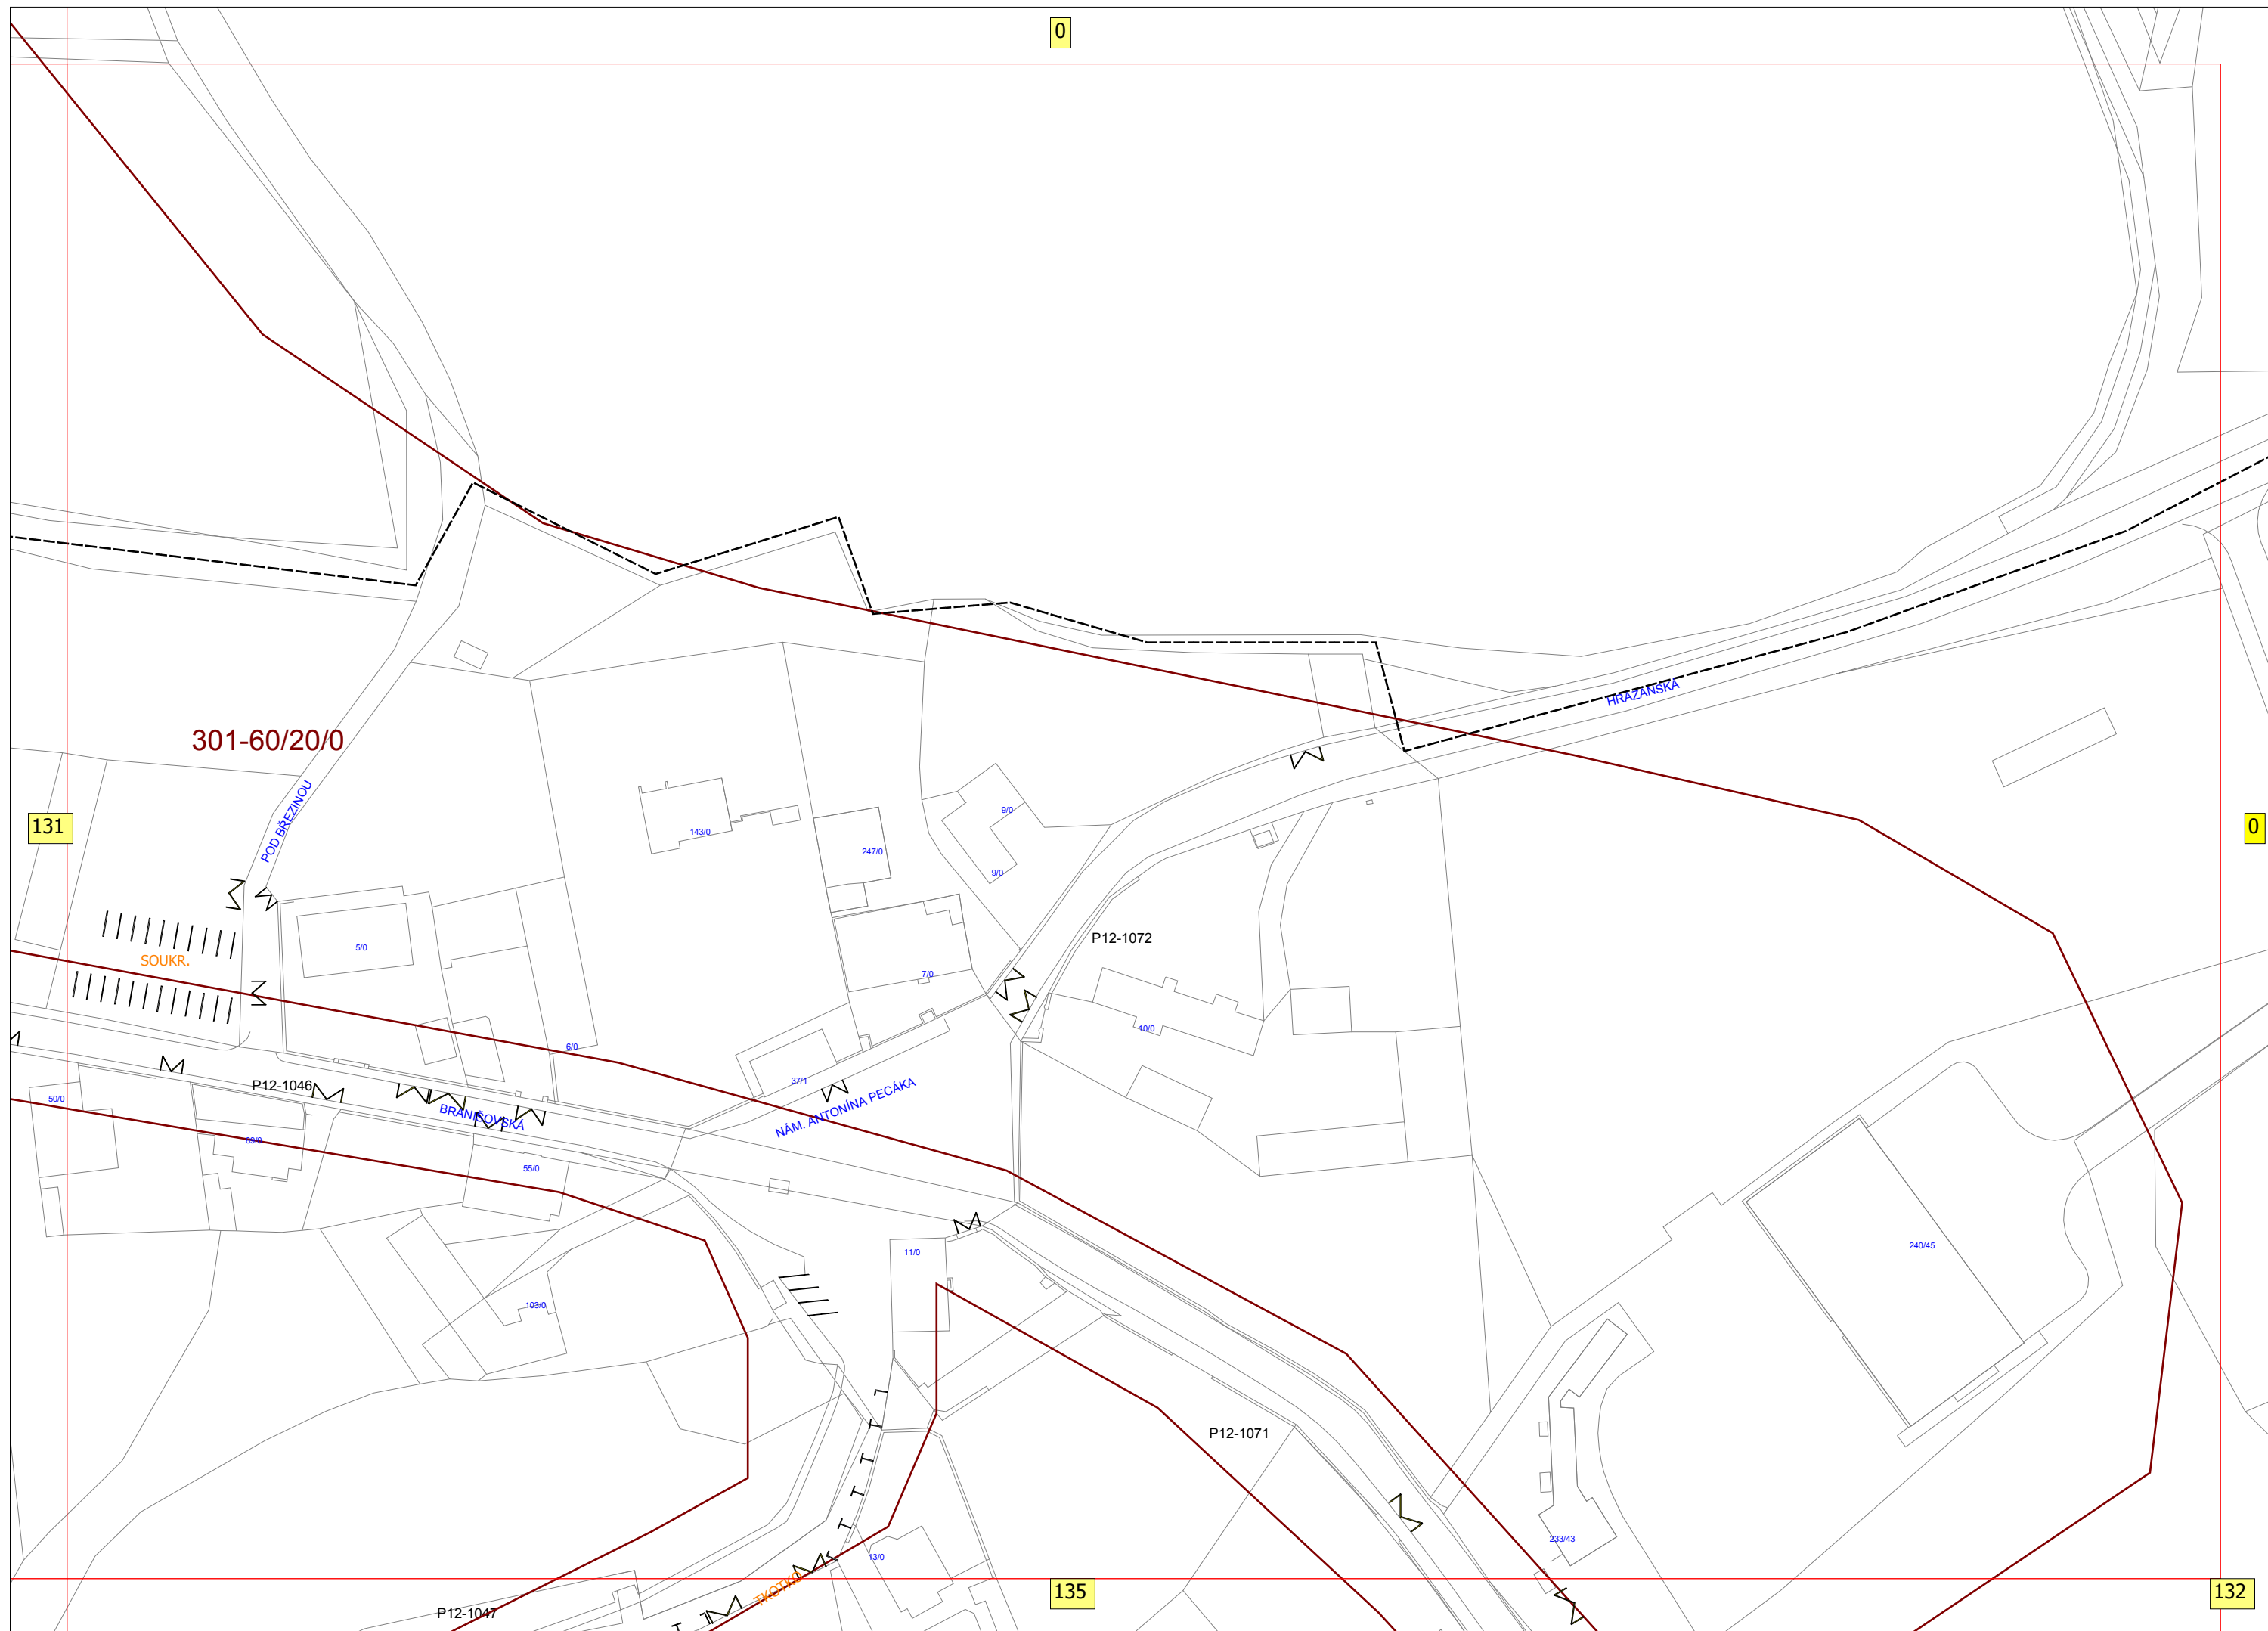 0
HRAZANSKÁ
301-60/20/0
POD BŘEZINOU
131
0
143/0
9/0
247/0
9/0
P12-1072
5/0
SOUKR.
7/0
10/0
6/0
37/1
P12-1046
50/0
BRANIŠOVSKÁ
NÁM. ANTONÍNA PECÁKA
69/0
55/0
11/0
240/45
103/0
P12-1071
233/43
13/0
TKOTKO
135
132
P12-1047